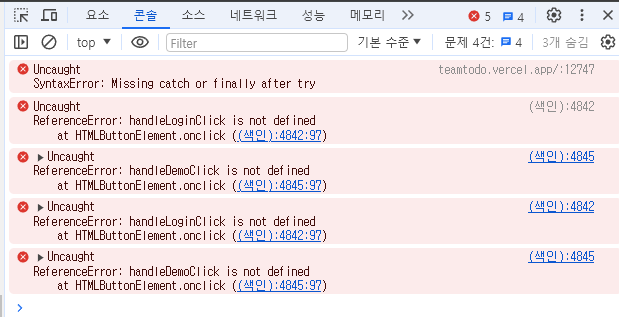 요소 콘솔 소스 네트워크 성능 메모리 5 4
top Filter 기본 수준 문제 4건: 4 3개 숨김
Uncaught teamtodo.vercel.app/:12747
SyntaxError: Missing catch or finally after try
Uncaught (색인):4842
ReferenceError: handleLoginClick is not defined
at HTMLButtonElement.onclick ((색인):4842:97)
Uncaught (색인):4845
ReferenceError: handleDemoClick is not defined
at HTMLButtonElement.onclick ((색인):4845:97)
Uncaught (색인):4842
ReferenceError: handleLoginClick is not defined
at HTMLButtonElement.onclick ((색인):4842:97)
Uncaught (색인):4845
ReferenceError: handleDemoClick is not defined
at HTMLButtonElement.onclick ((색인):4845:97)